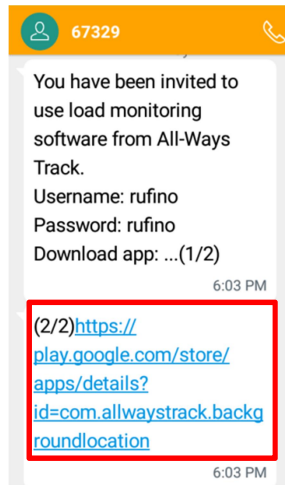 67329
You have been invited to
use load monitoring
software from All-Ways
Track.
Username: rufino
Password: rufino
Download app: ...(1/2)
6:03 PM
(2/2)https://
play.google.com/store/
apps/details?
id=com.allwaystrack.backg
roundlocation
6:03 PM